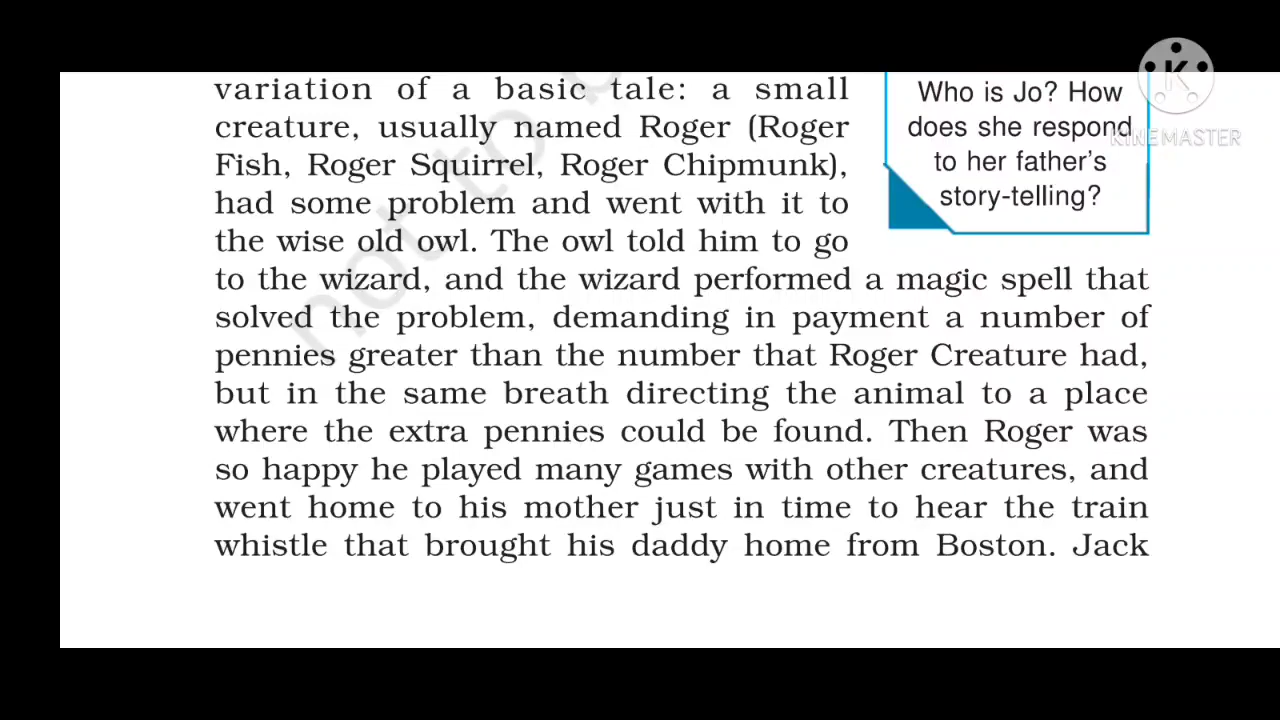 variation of a basic tale: a small
creature, usually named Roger (Roger
Fish, Roger Squirrel, Roger Chipmunk),
had some problem and went with it to
the wise old owl. The owl told him to go
to the wizard, and the wizard performed a magic spell that
solved the problem, demanding in payment a number of
pennies greater than the number that Roger Creature had,
but in the same breath directing the animal to a place
where the extra pennies could be found. Then Roger was
so happy he played many games with other creatures, and
went home to his mother just in time to hear the train
whistle that brought his daddy home from Boston. Jack
Who is Jo? How
does she respond
to her father's
story-telling?
K
KINEMASTER
not to